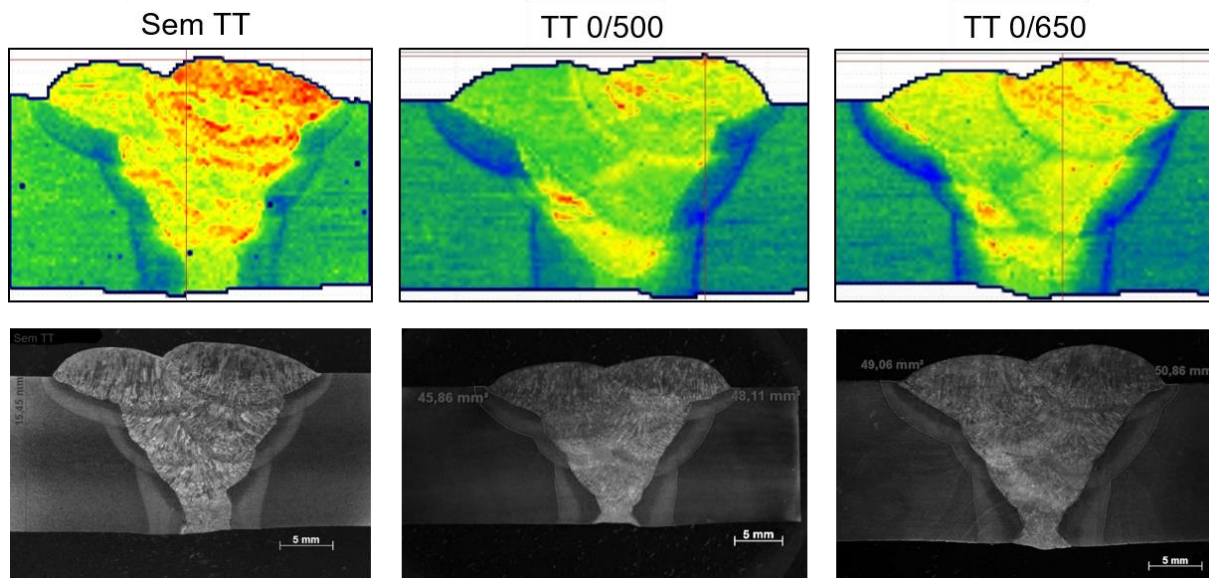 Sem TT
TT 0/500
TT 0/650
Sem TT
15,45 mm
5 mm
45,86 mm²
48,11 mm²
5 mm
49,06 mm²
50,86 mm²
5 mm